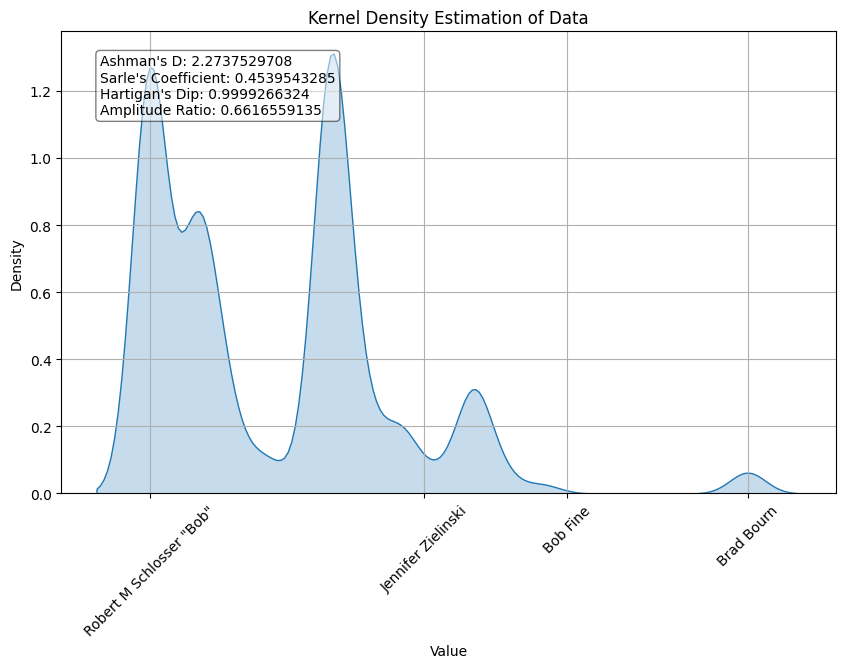 Kernel Density Estimation of Data
Ashman's D: 2.2737529708
Sarle's Coefficient: 0.4539543285
Hartigan's Dip: 0.9999266324
Amplitude Ratio: 0.6616559135
Density
1.2
1.0
0.8
0.6
0.4
0.2
0.0
Robert M Schlosser "Bob"
Jennifer Zielinski
Bob Fine
Brad Bourn
Value